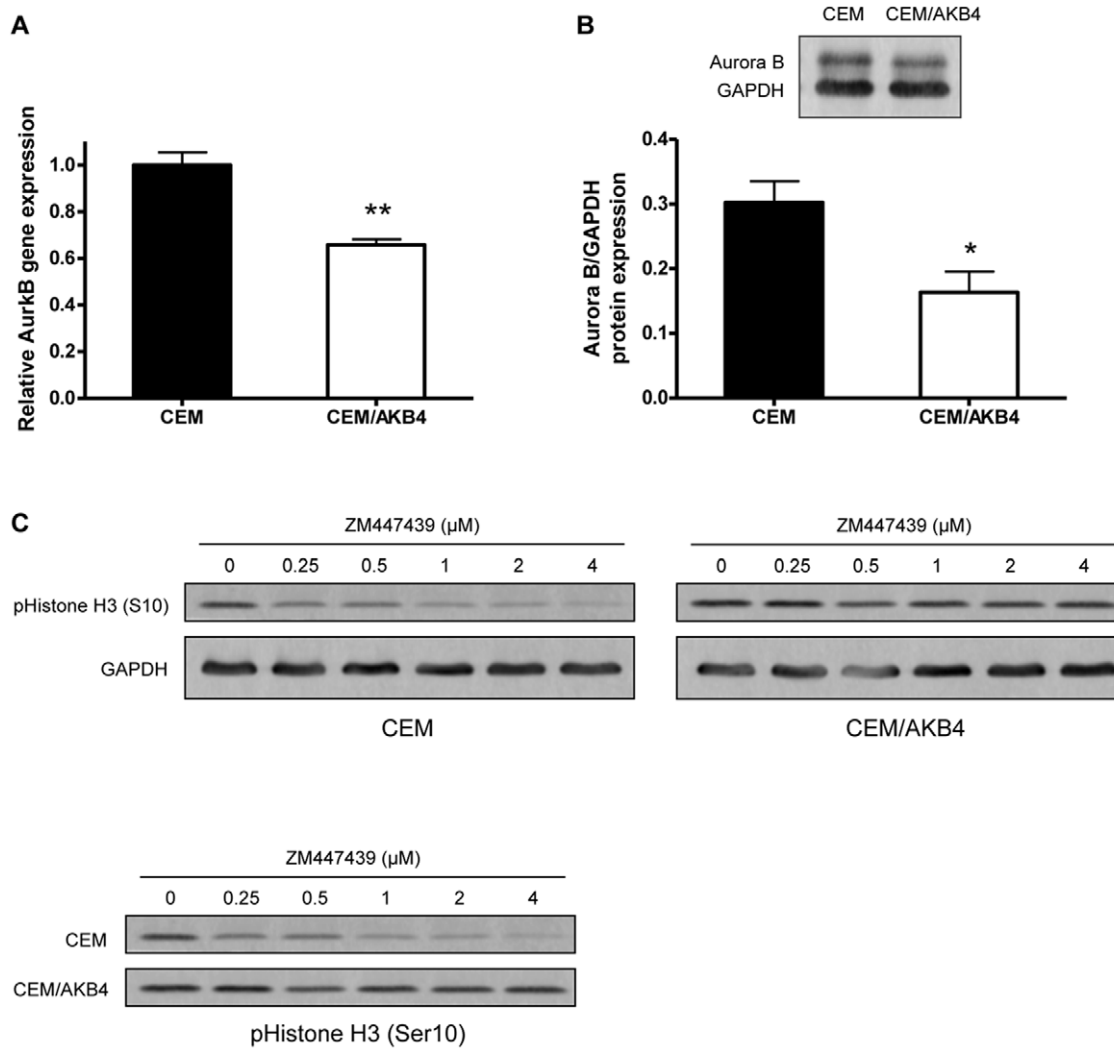 A
Relative AurkB gene expression
1.0
0.8
0.6
0.4
0.2
0.0
**
CEM CEM/AKB4
B
CEM CEM/AKB4
Aurora B
GAPDH
Aurora B/GAPDH
protein expression
0.4
0.3
0.2
0.1
0.0
*
CEM CEM/AKB4
C
ZM447439 (µM)
0 0.25 0.5 1 2 4
pHistone H3 (S10)
GAPDH
CEM
ZM447439 (µM)
0 0.25 0.5 1 2 4
CEM/AKB4
ZM447439 (µM)
0 0.25 0.5 1 2 4
CEM
CEM/AKB4
pHistone H3 (Ser10)